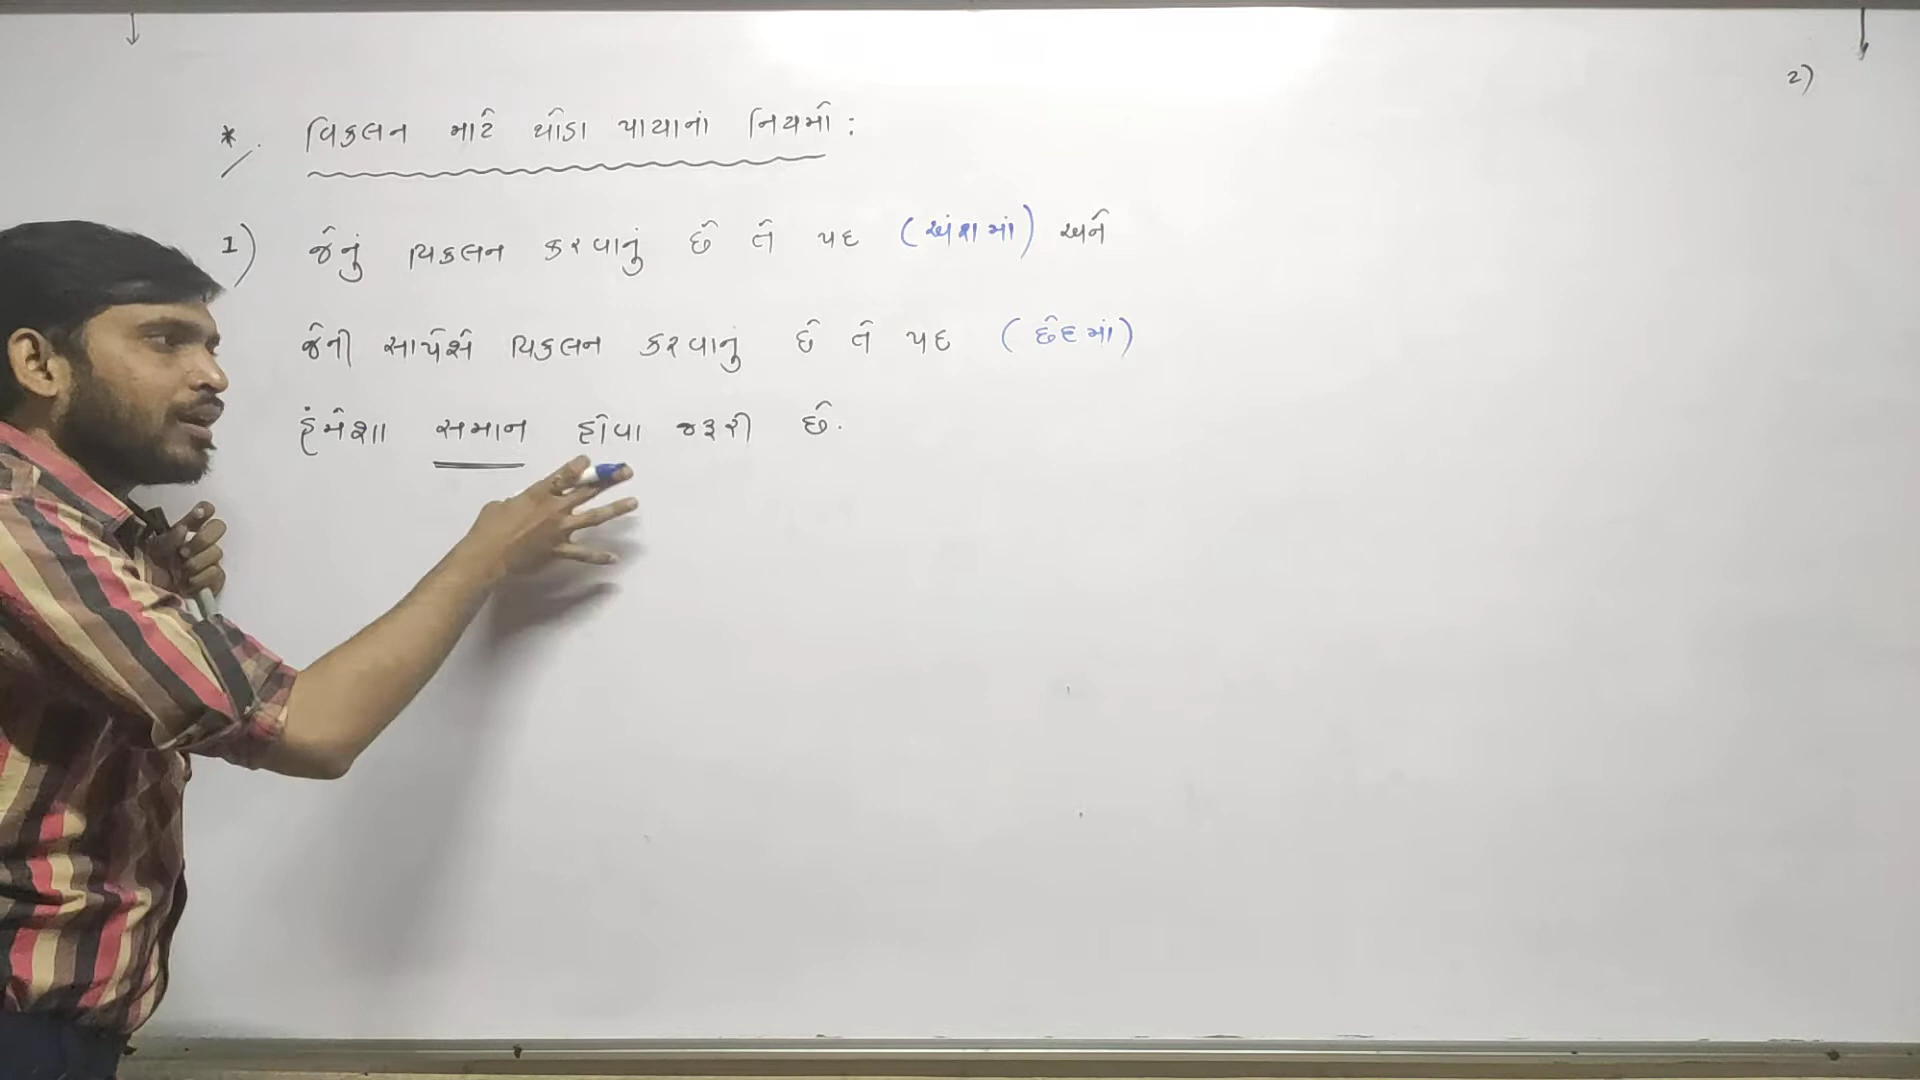 * વિકલન માટે થોડા પાયાનાં નિયમો :
1) જેનું વિકલન કરવાનું છે તે પદ (અંશમાં) અને
જેની સાપેક્ષે વિકલન કરવાનું છે તે પદ (છેદમાં)
હંમેશા સમાન હોવા જરૂરી છે.
2)